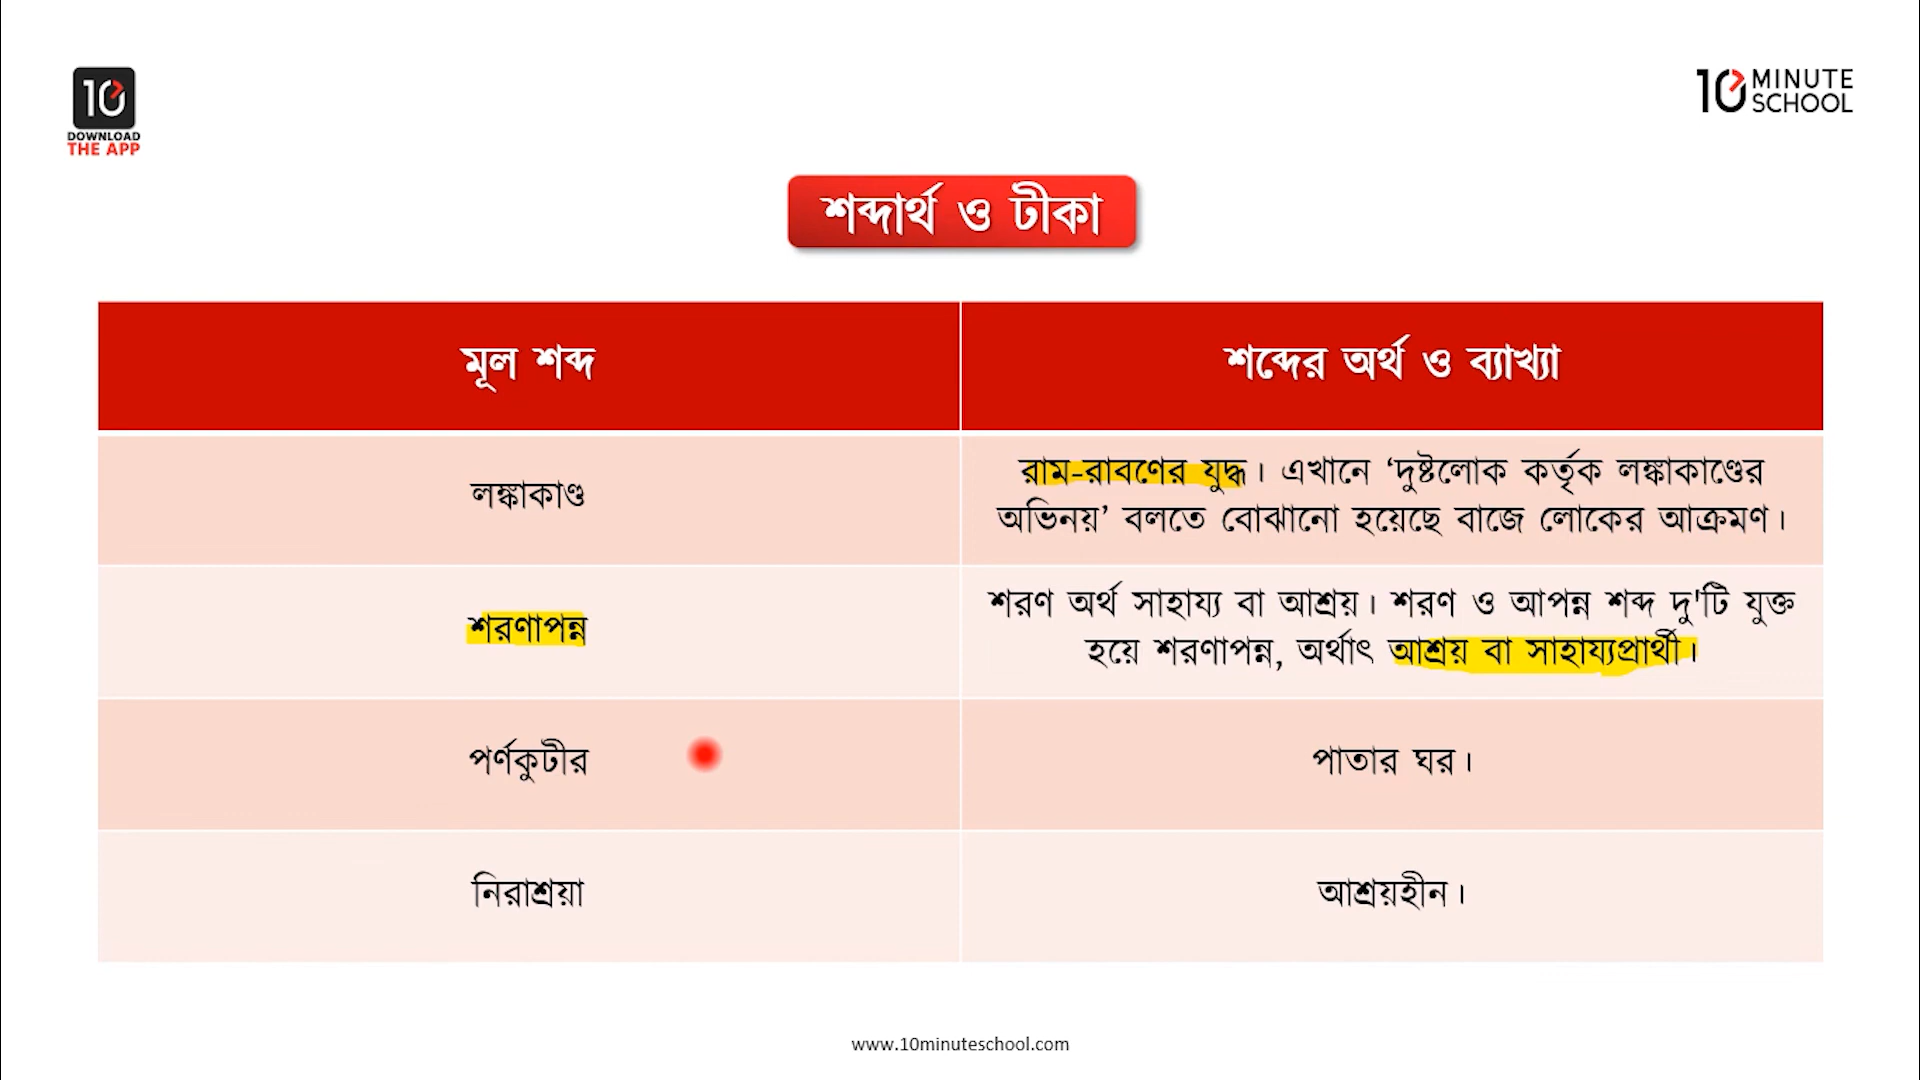 10
DOWNLOAD
THE APP
10 MINUTE
SCHOOL
শব্দার্থ ও টীকা
মূল শব্দ
শব্দের অর্থ ও ব্যাখ্যা
লঙ্কাকাণ্ড
রাম-রাবণের যুদ্ধ। এখানে ‘দুষ্টলোক কর্তৃক লঙ্কাকাণ্ডের
অভিনয়’ বলতে বোঝানো হয়েছে বাজে লোকের আক্রমণ।
শরণাপন্ন
শরণ অর্থ সাহায্য বা আশ্রয়। শরণ ও আপন্ন শব্দ দু'টি যুক্ত
হয়ে শরণাপন্ন, অর্থাৎ আশ্রয় বা সাহায্যপ্রার্থী।
পর্ণকুটীর
পাতার ঘর।
নিরাশ্রয়া
আশ্রয়হীন।
www.10minuteschool.com